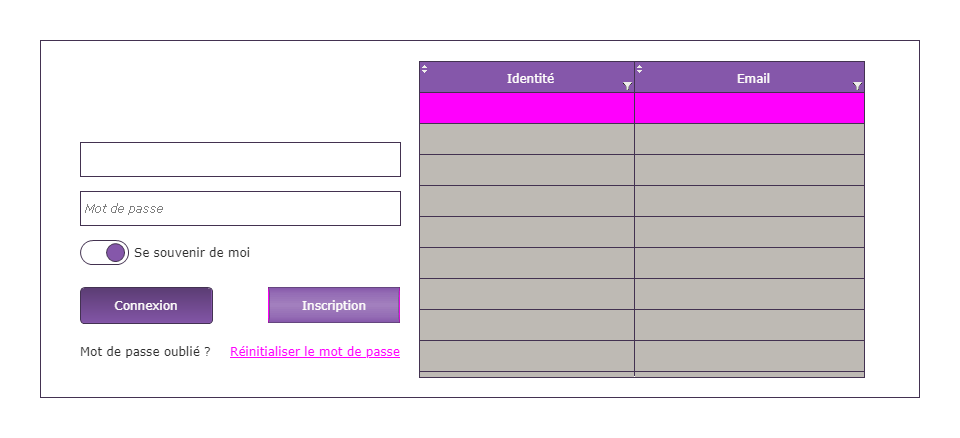 Identité
Email
Mot de passe
Se souvenir de moi
Connexion
Inscription
Mot de passe oublié ?
Réinitialiser le mot de passe